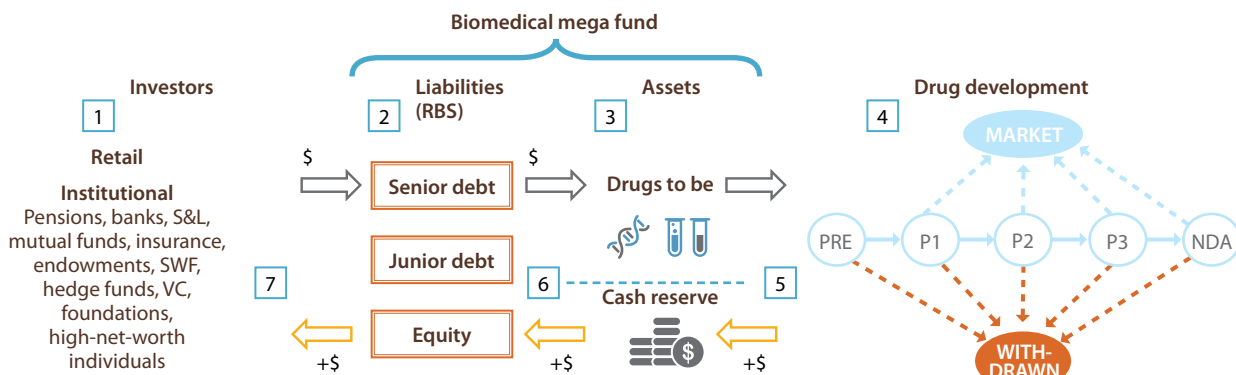 Biomedical mega fund
Investors
Liabilities
(RBS)
Assets
Drug development
1
2
3
4
MARKET
Retail
Institutional
Pensions, banks, S&L,
mutual funds, insurance,
endowments, SWF,
hedge funds, VC,
foundations,
high-net-worth
individuals
$
Senior debt
$
Drugs to be
Junior debt
PRE
P1
P2
P3
NDA
7
6
5
Cash reserve
Equity
$
+$
+$
+$
WITH-
DRAWN